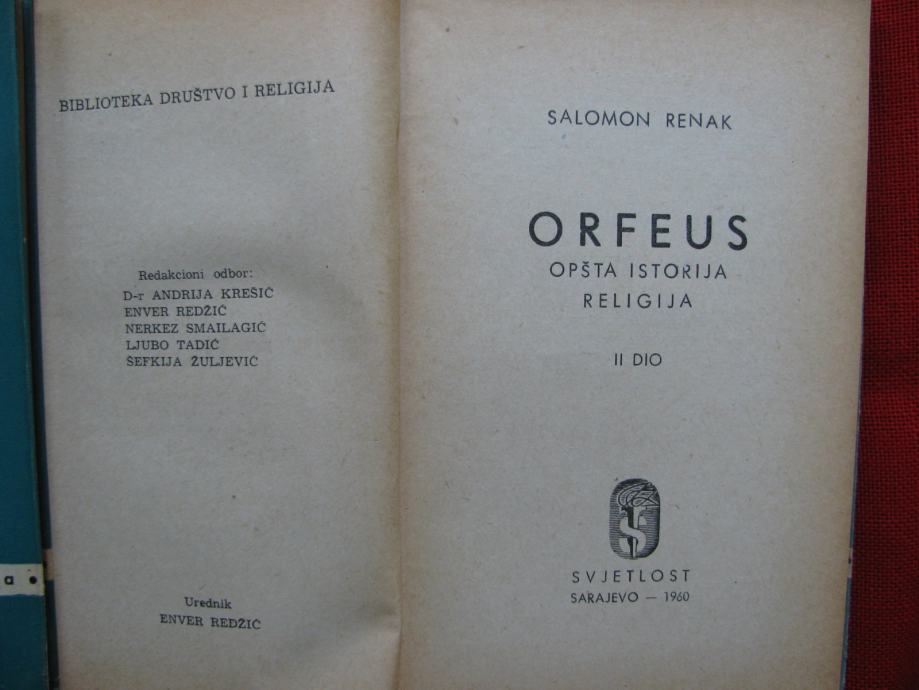 BIBLIOTEKA DRUŠTVO I RELIGIJA
Redakcioni odbor:
D-r ANDRIJA KREŠIĆ
ENVER REDŽIĆ
NERKEZ SMAILAGIĆ
LJUBO TADIĆ
ŠEFKIJA ŽULJEVIĆ
Urednik
ENVER REDŽIĆ
a •
SALOMON RENAK
ORFEUS
OPŠTA ISTORIJA
RELIGIJA
II DIO
S
SVJETLOST
SARAJEVO — 1960